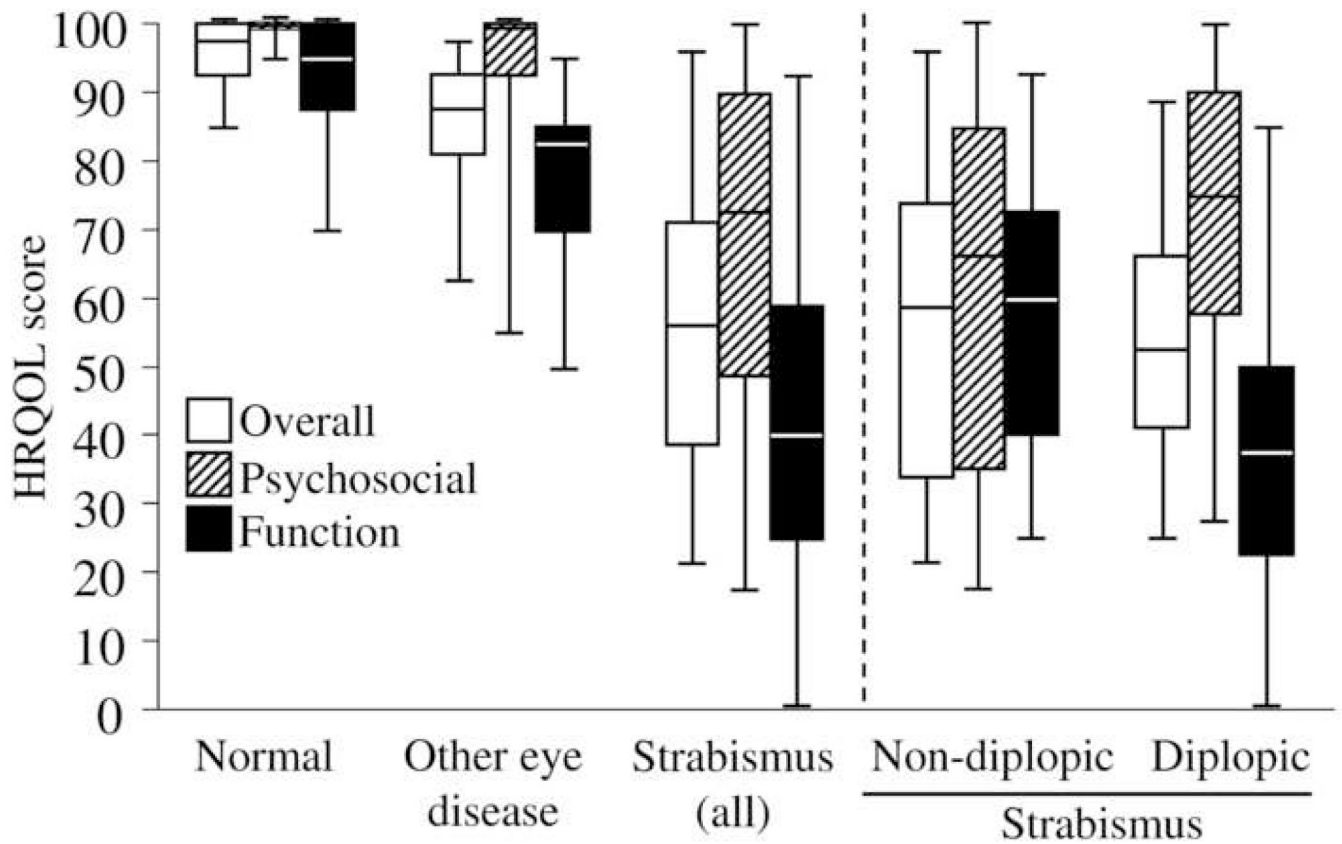 HRQOL score
100
90
80
70
60
50
40
30
20
10
0
Overall
Psychosocial
Function
Normal
Other eye
disease
Strabismus
(all)
Non-diplopic
Diplopic
Strabismus